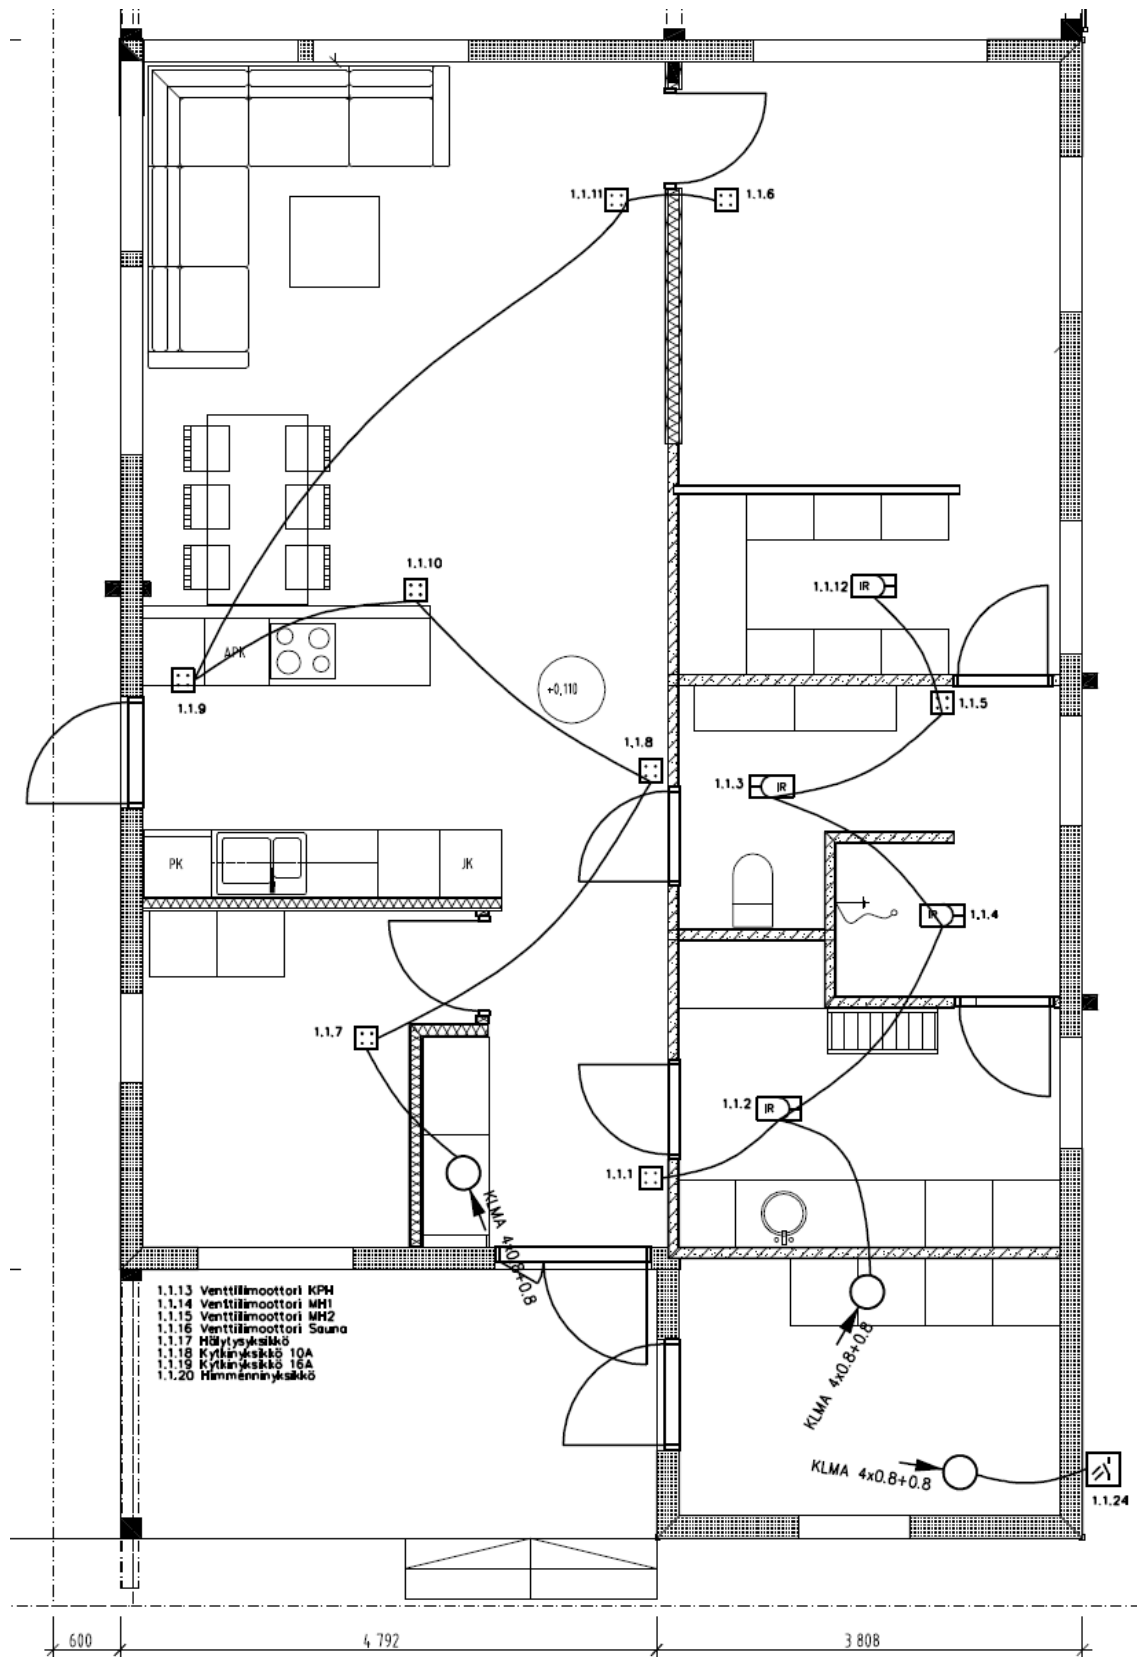 1.1.11
1.1.6
1.1.10
1.1.12
IR
APK
+0,110
1.1.9
1.1.5
1.1.8
1.1.3
IR
PK
JK
IR
1.1.4
1.1.7
1.1.2
IR
1.1.1
KLMA 4x0.8+0.8
1.1.13 Venttiilimoottori KPH
1.1.14 Venttiilimoottori MH1
1.1.15 Venttiilimoottori MH2
1.1.16 Venttiilimoottori Sauna
1.1.17 Hälytysyksikkö
1.1.18 Kytkinyksikkö 10A
1.1.19 Kytkinyksikkö 16A
1.1.20 Himmenninyksikkö
KLMA 4x0.8+0.8
KLMA 4x0.8+0.8
1.1.24
600
4 792
3 808